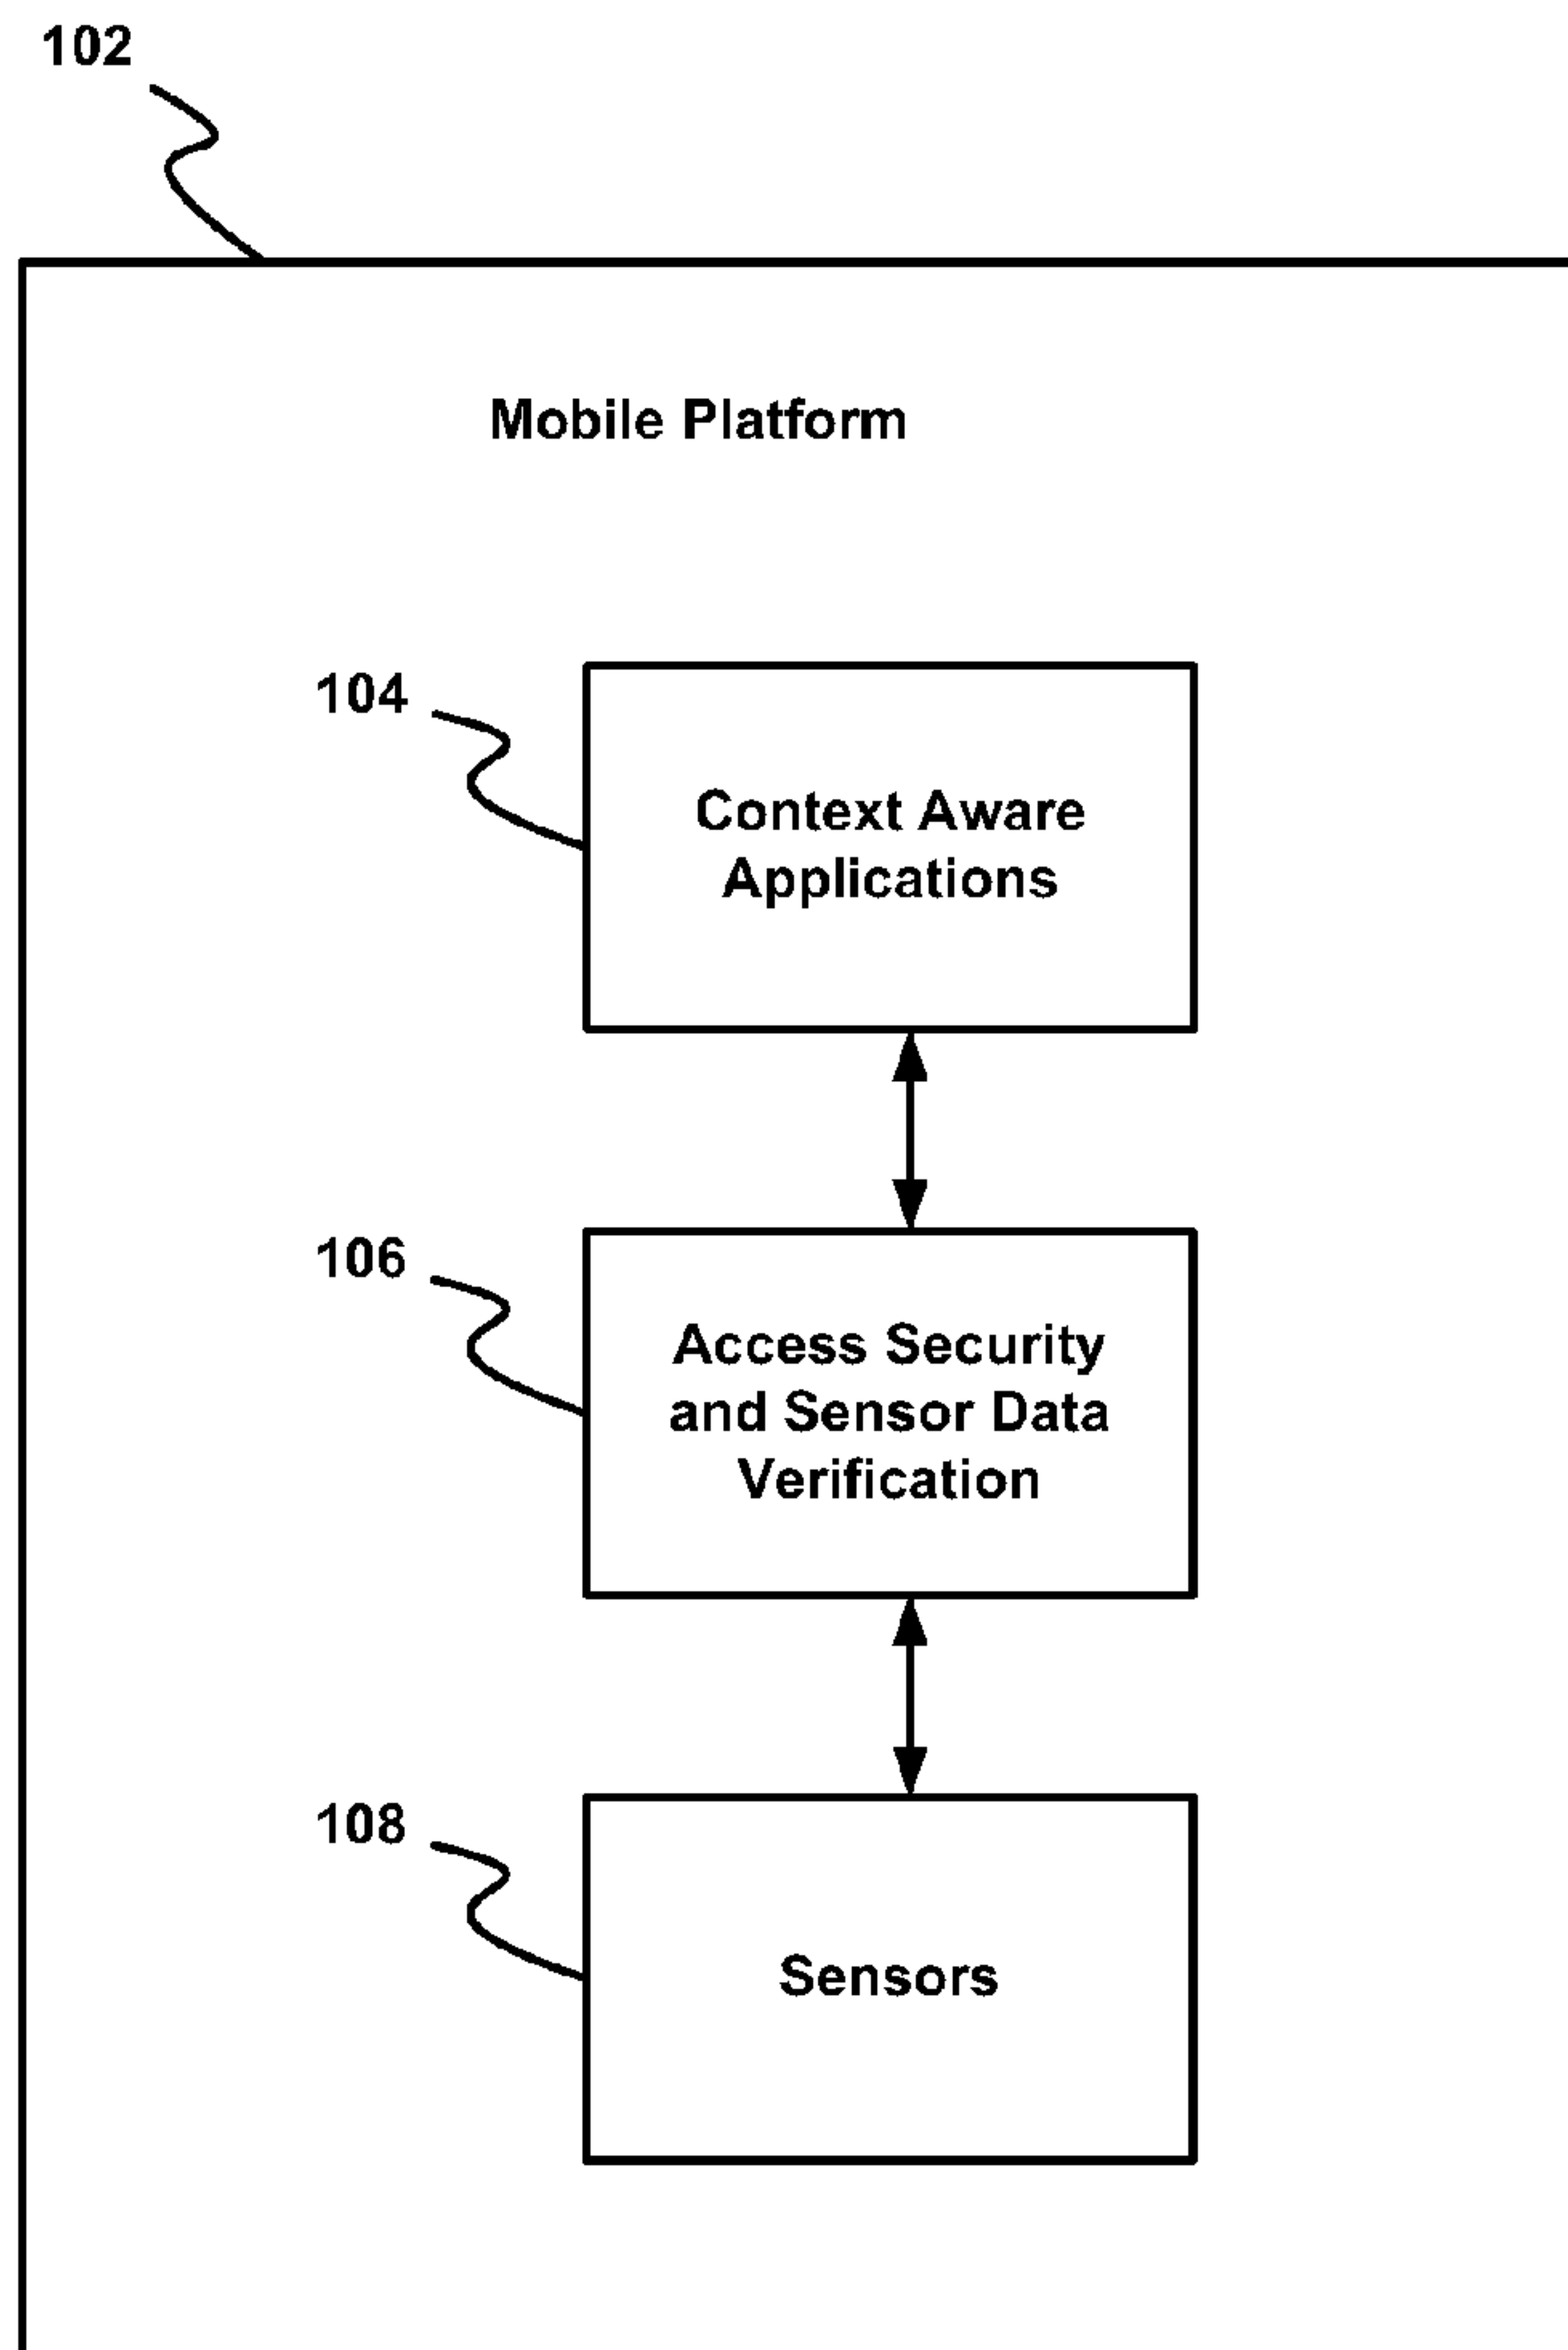 102
Mobile Platform
104
Context Aware
Applications
106
Access Security
and Sensor Data
Verification
108
Sensors